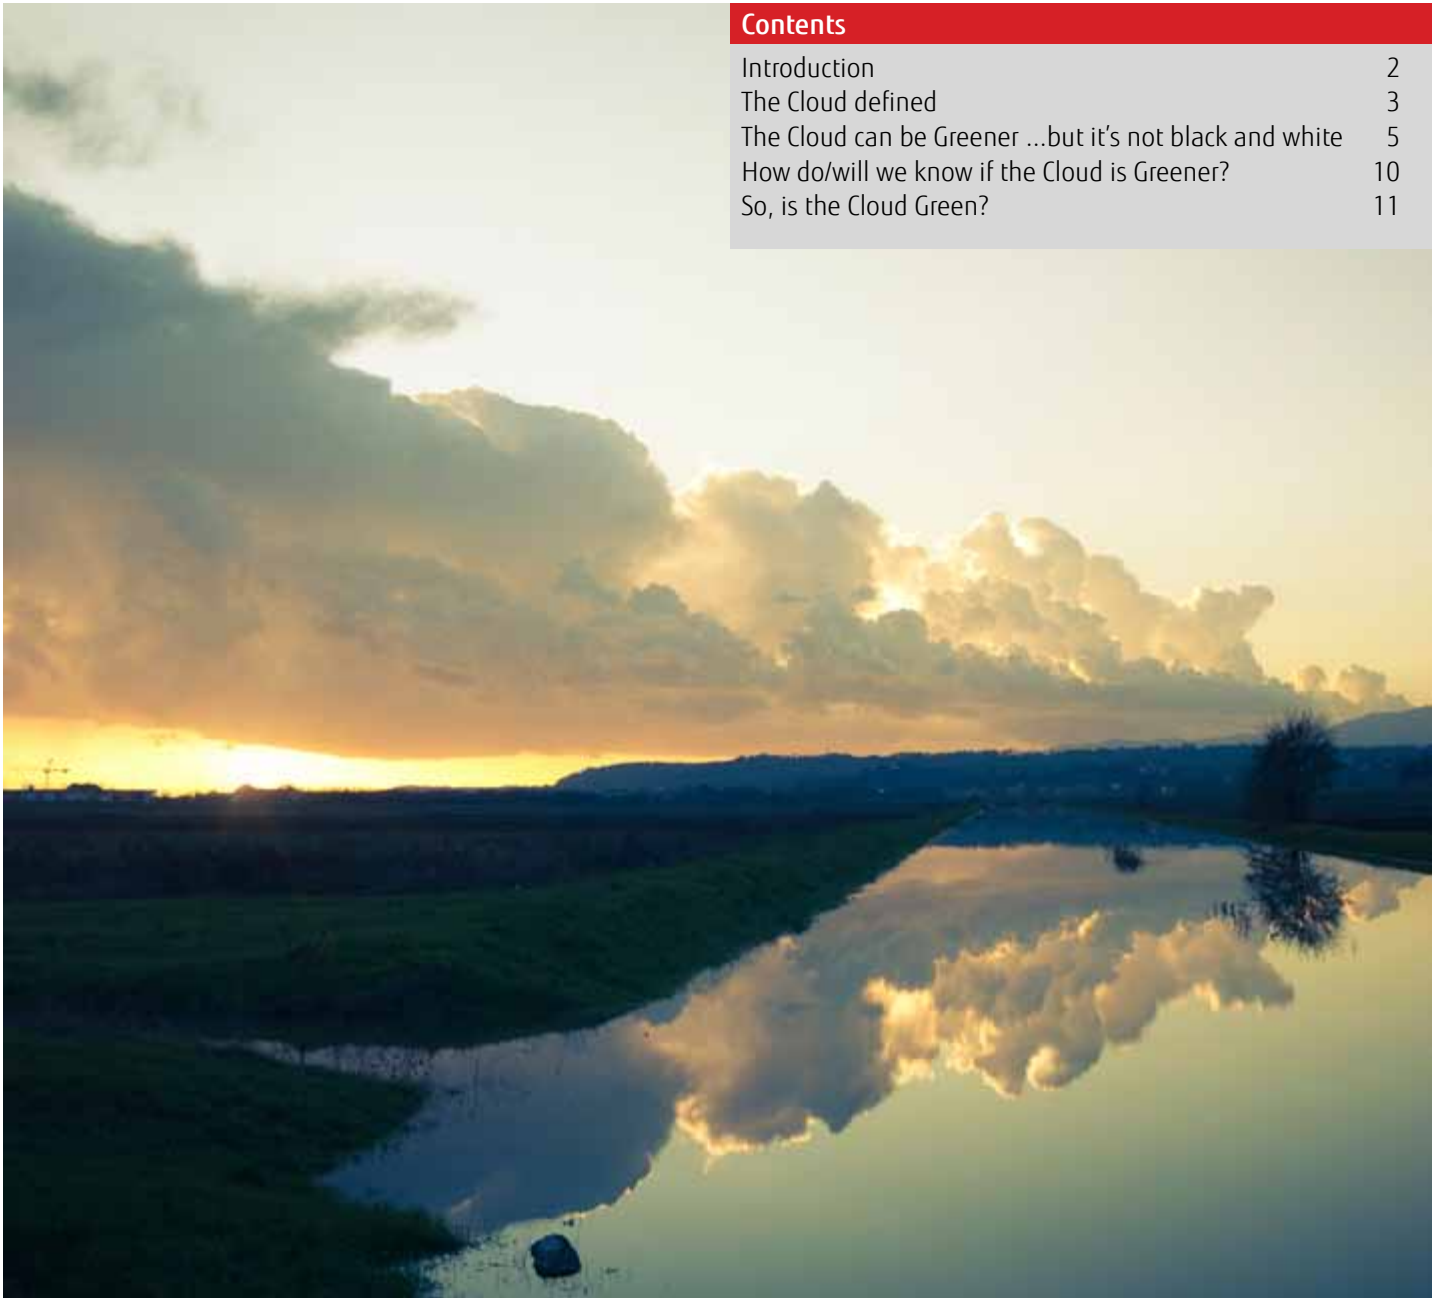 Contents
Introduction 2
The Cloud defined 3
The Cloud can be Greener ...but it's not black and white 5
How do/will we know if the Cloud is Greener? 10
So, is the Cloud Green? 11